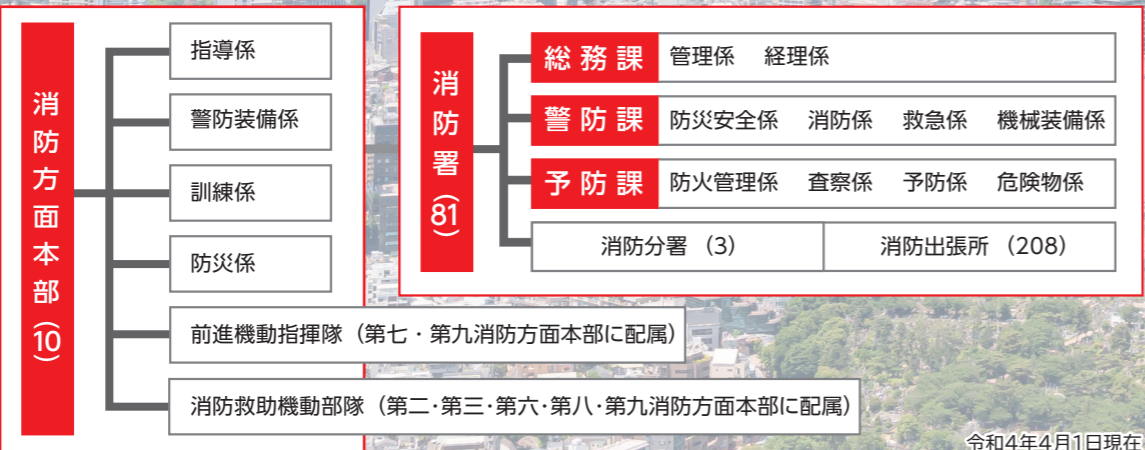 消防方面本部(10)
指導係
警防装備係
訓練係
防災係
前進機動指揮隊（第七・第九消防方面本部に配属）
消防救助機動部隊（第二・第三・第六・第八・第九消防方面本部に配属）
消防署(81)
総務課 管理係 経理係
警防課 防災安全係 消防係 救急係 機械装備係
予防課 防火管理係 査察係 予防係 危険物係
消防分署（3） 消防出張所（208）
令和4年4月1日現在